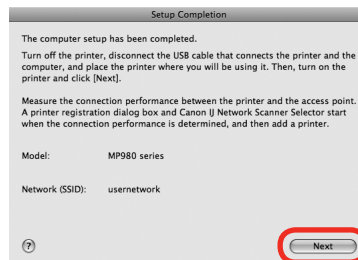 Setup Completion
The computer setup has been completed.
Turn off the printer, disconnect the USB cable that connects the printer and the
computer, and place the printer where you will be using it. Then, turn on the
printer and click [Next].
Measure the connection performance between the printer and the access point.
A printer registration dialog box and Canon IJ Network Scanner Selector start
when the connection performance is determined, and then add a printer.
Model: MP980 series
Network (SSID): usernetwork
? Next